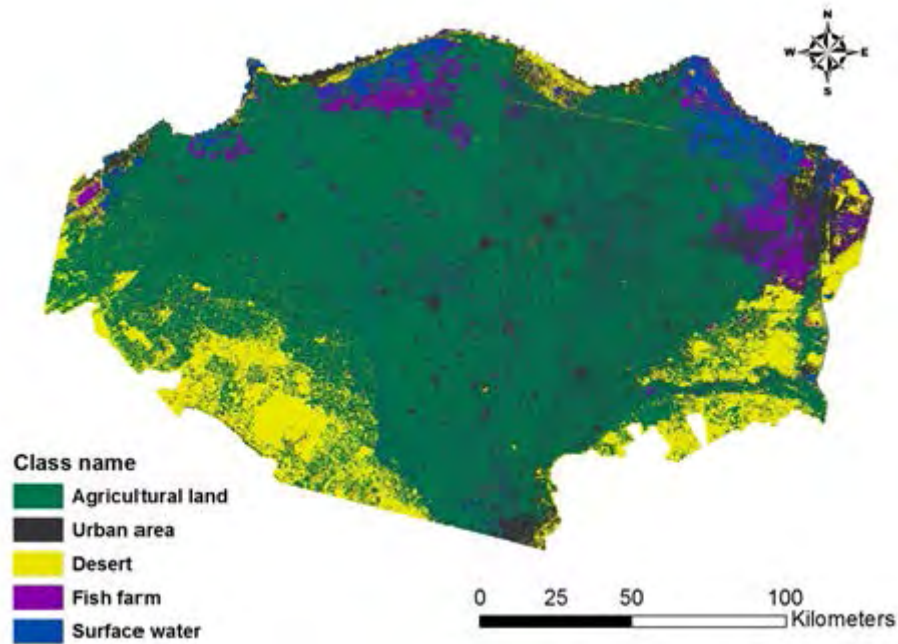 N
W E
S
Class name
Agricultural land
Urban area
Desert
Fish farm
Surface water
0 25 50 100
Kilometers